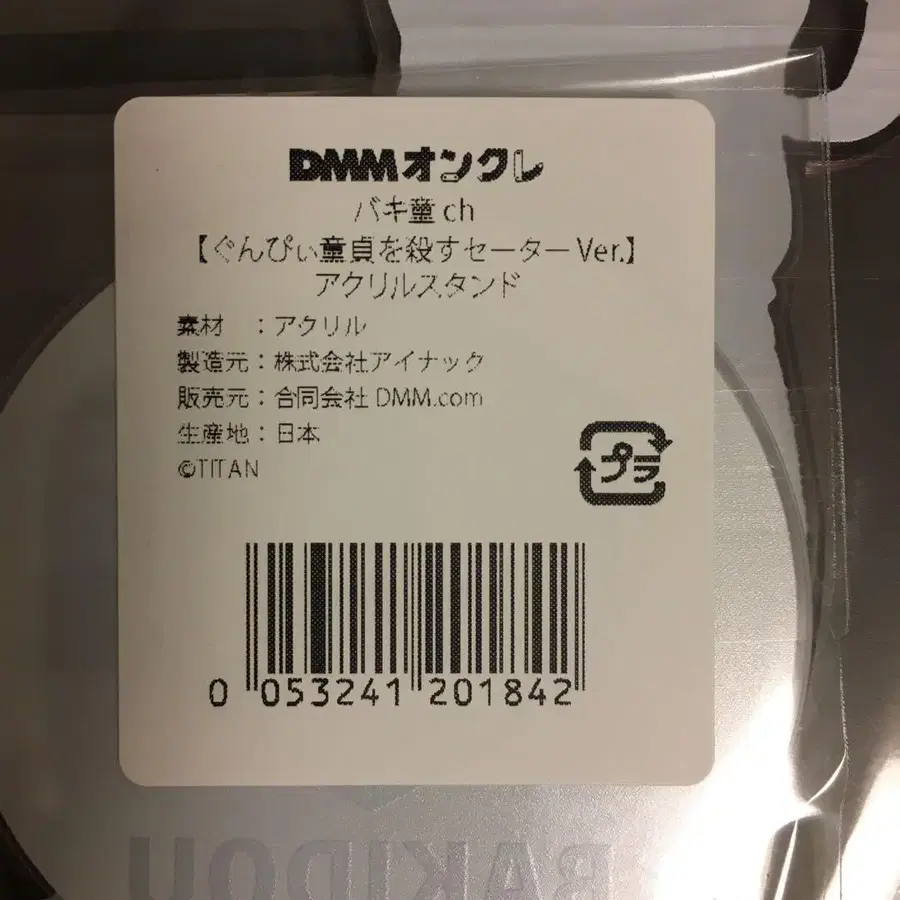 DMMオンクレ
バキ童ch
【ぐんぴぃ童貞を殺すセーターVer.】
アクリルスタンド
素材　：アクリル
製造元：株式会社アイナック
販売元：合同会社DMM.com
生産地：日本
©TITAN
プラ
0 053241 201842
BAKIDOU